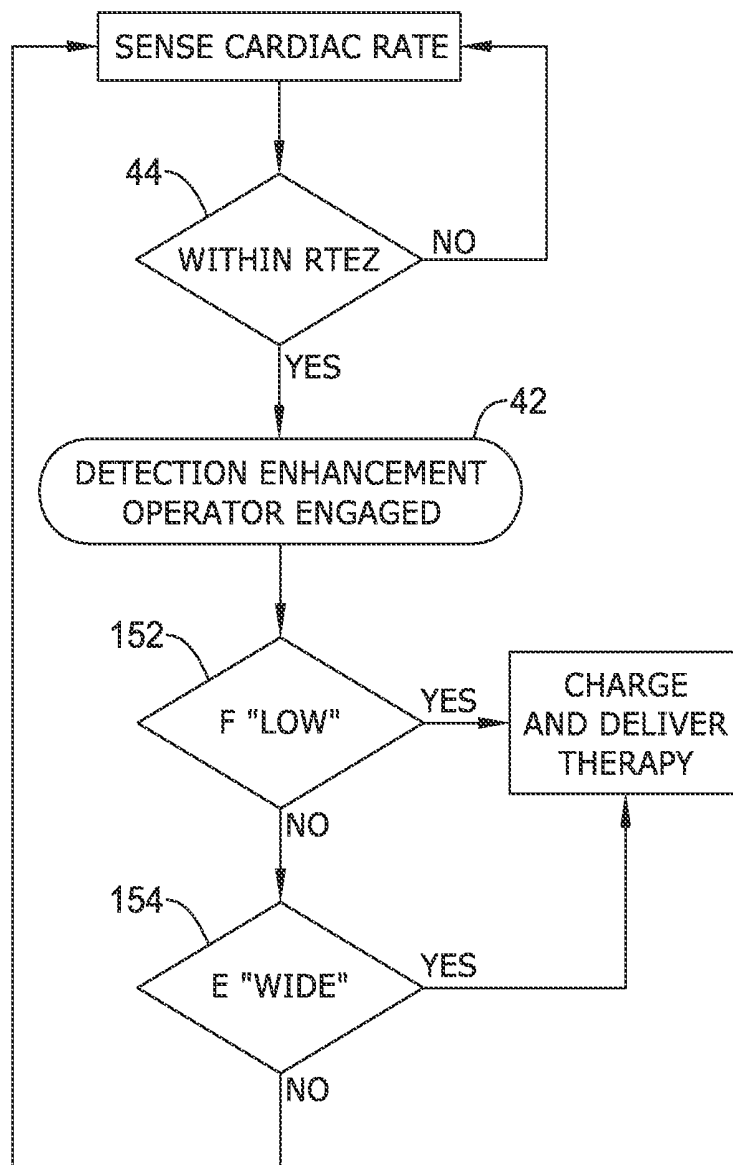 SENSE CARDIAC RATE
44
WITHIN RTEZ
NO
YES
42
DETECTION ENHANCEMENT
OPERATOR ENGAGED
152
F "LOW"
YES
CHARGE
AND DELIVER
THERAPY
NO
154
E "WIDE"
YES
NO